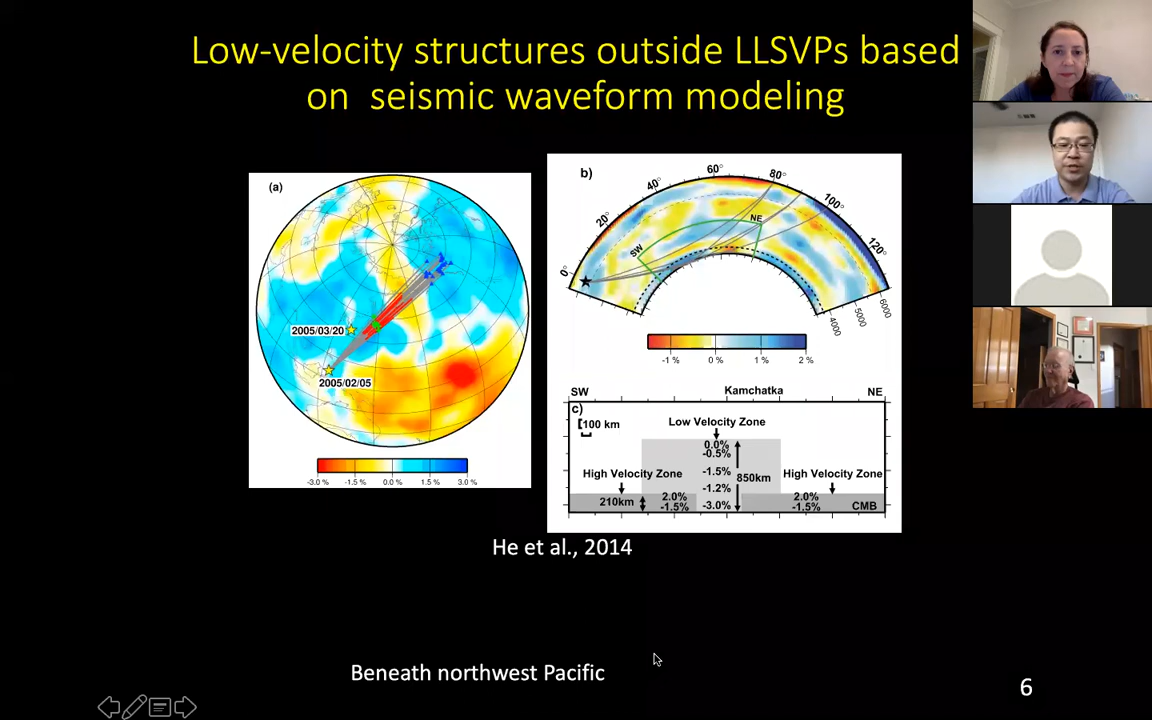 Low-velocity structures outside LLSVPs based
on seismic waveform modeling
(a)
2005/03/20
2005/02/05
-3.0 % -1.5 % 0.0 % 1.5 % 3.0 %
b)
0° 20° 40° 60° 80° 100° 120°
SW NE
4000 5000 6000
-1 % 0 % 1 % 2 %
SW Kamchatka NE
c)
100 km
Low Velocity Zone
0.0%
-0.5%
High Velocity Zone -1.5% 850km High Velocity Zone
-1.2%
210km 2.0% 2.0%
-1.5% -3.0% -1.5% CMB
He et al., 2014
Beneath northwest Pacific
6